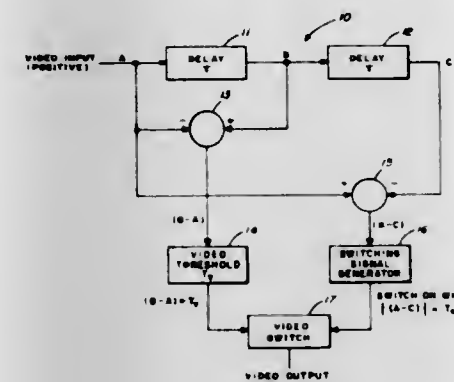 10
11
12
VIDEO INPUT
(POSITIVE)
A
DELAY
T
B
DELAY
T
C
13
- +
15
+ -
(B-A)
(A-C)
14
VIDEO
THRESHOLD
T
16
SWITCHING
SIGNAL
GENERATOR
(B-A) >
17
VIDEO
SWITCH
SWITCH ON
|(A-C)|
VIDEO OUTPUT